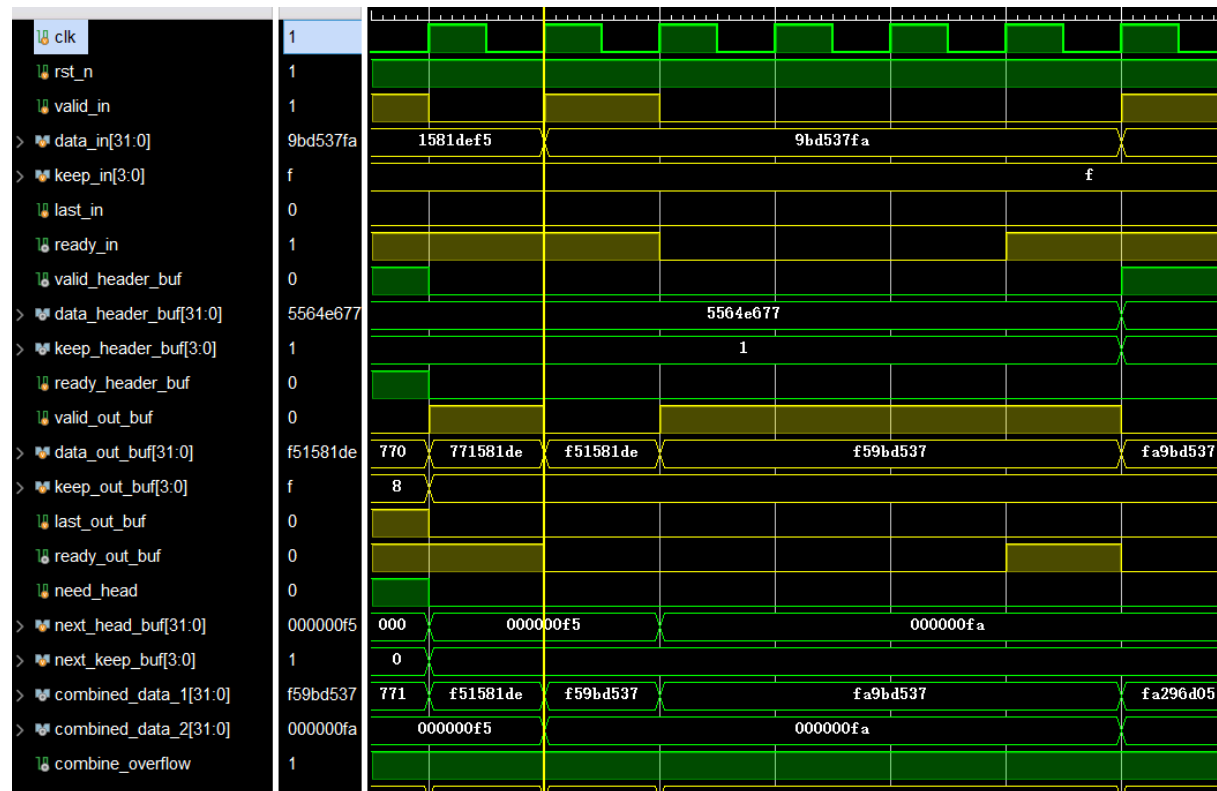 clk 1
rst_n 1
valid_in 1
data_in[31:0] 9bd537fa 1581def5 9bd537fa
keep_in[3:0] f f
last_in 0
ready_in 1
valid_header_buf 0
data_header_buf[31:0] 5564e677 5564e677
keep_header_buf[3:0] 1 1
ready_header_buf 0
valid_out_buf 0
data_out_buf[31:0] f51581de 770 771581de f51581de f59bd537 fa9bd537
keep_out_buf[3:0] f 8
last_out_buf 0
ready_out_buf 0
need_head 0
next_head_buf[31:0] 000000f5 000 000000f5 000000fa
next_keep_buf[3:0] 1 0
combined_data_1[31:0] f59bd537 771 f51581de f59bd537 fa9bd537 fa296d05
combined_data_2[31:0] 000000fa 000000f5 000000fa
combine_overflow 1